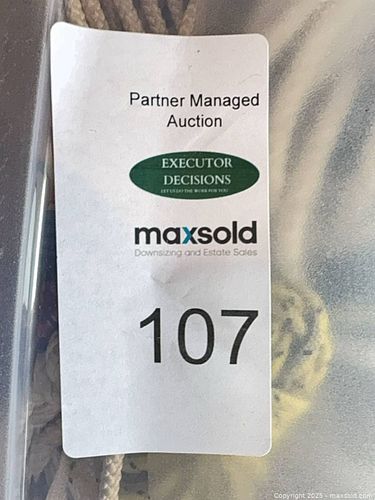 Partner Managed
Auction
EXECUTOR
DECISIONS
LET US DO THE WORK FOR YOU
maxsold
Downsizing and Estate Sales
107
Copyright 2025 - maxsold.com